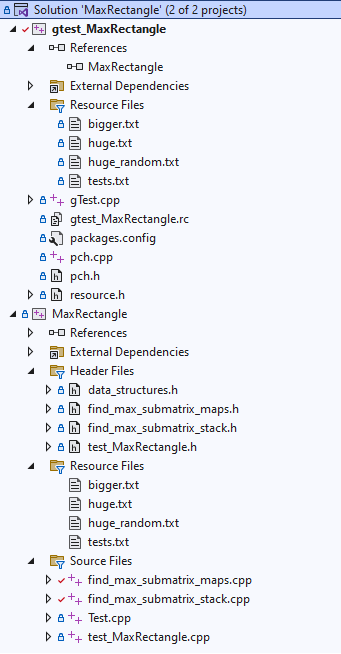 Solution 'MaxRectangle' (2 of 2 projects)
gtest_MaxRectangle
References
MaxRectangle
External Dependencies
Resource Files
bigger.txt
huge.txt
huge_random.txt
tests.txt
gTest.cpp
gtest_MaxRectangle.rc
packages.config
pch.cpp
pch.h
resource.h
MaxRectangle
References
External Dependencies
Header Files
data_structures.h
find_max_submatrix_maps.h
find_max_submatrix_stack.h
test_MaxRectangle.h
Resource Files
bigger.txt
huge.txt
huge_random.txt
tests.txt
Source Files
find_max_submatrix_maps.cpp
find_max_submatrix_stack.cpp
Test.cpp
test_MaxRectangle.cpp